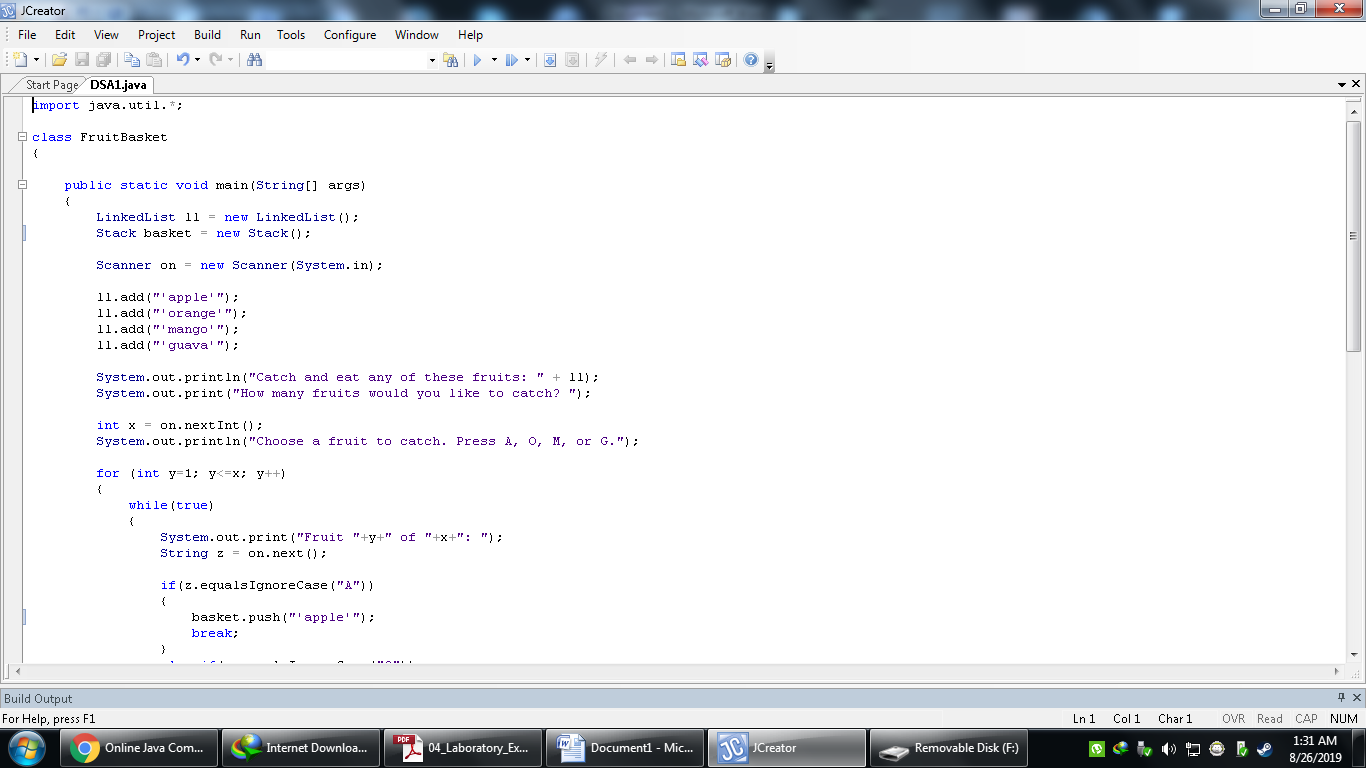 JCreator
File Edit View Project Build Run Tools Configure Window Help
Start Page DSA1.java
import java.util.*;
class FruitBasket
{
public static void main(String[] args)
{
LinkedList ll = new LinkedList();
Stack basket = new Stack();
Scanner on = new Scanner(System.in);
ll.add("'apple'");
ll.add("'orange'");
ll.add("'mango'");
ll.add("'guava'");
System.out.println("Catch and eat any of these fruits: " + ll);
System.out.print("How many fruits would you like to catch? ");
int x = on.nextInt();
System.out.println("Choose a fruit to catch. Press A, O, M, or G.");
for (int y=1; y<=x; y++)
{
while(true)
{
System.out.print("Fruit "+y+" of "+x+": ");
String z = on.next();
if(z.equalsIgnoreCase("A"))
{
basket.push("'apple'");
break;
}
Build Output
For Help, press F1 Ln 1 Col 1 Char 1 OVR Read CAP NUM
Online Java Com... Internet Downloa... 04_Laboratory_Ex... Document1 - Mic... JCreator Removable Disk (F:) 1:31 AM
8/26/2019